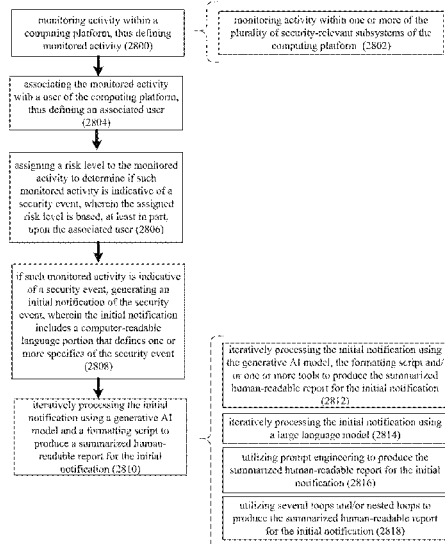 monitoring activity within a
computing platform, thus defining
monitored activity (2800)
monitoring activity within one or more of the
plurality of security-relevant subsystems of
the computing platform (2802)
associating the monitored activity
with a user of the computing platform,
thus defining an associated user
(2804)
assigning a risk level to the monitored
activity to determine if such
monitored activity is indicative of a
security event, wherein the assigned
risk level is based, at least in part,
upon the associated user (2806)
if such monitored activity is indicative
of a security event, generating an
initial notification of the security
event, wherein the initial notification
includes a computer-readable
language portion that defines one or
more specifics of the security event
(2808)
iteratively processing the initial
notification using a generative AI
model and a formatting script to
produce a summarized human-
readable report for the initial
notification (2810)
iteratively processing the initial notification using
the generative AI model, the formatting script and/
or one or more tools to produce the summarized
human-readable report for the initial notification
(2812)
iteratively processing the initial notification using
a large language model (2814)
utilizing prompt engineering to produce the
summarized human-readable report for the initial
notification (2816)
utilizing several loops and/or nested loops to
produce the summarized human-readable report
for the initial notification (2818)